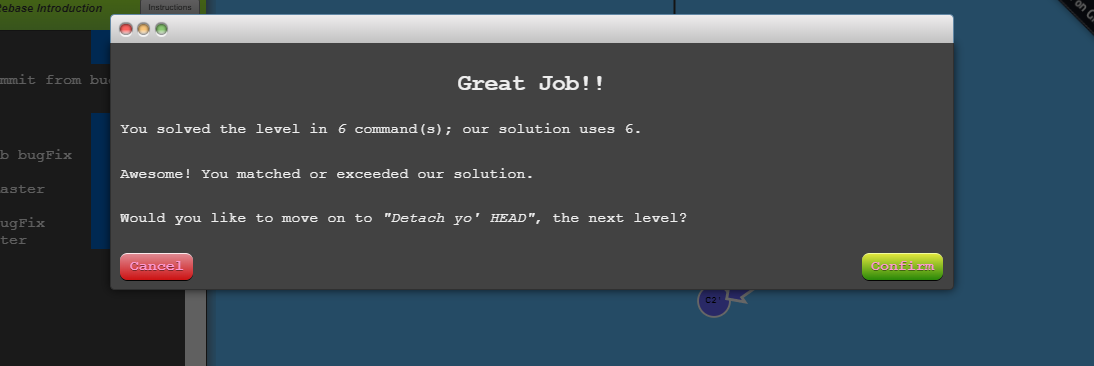 ebase Introduction
Instructions
on G
Great Job!!
mmit from bu
You solved the level in 6 command(s); our solution uses 6.
b bugFix
Awesome! You matched or exceeded our solution.
aster
Would you like to move on to "Detach yo' HEAD", the next level?
ugFix
ter
Cancel
Confirm
C2'